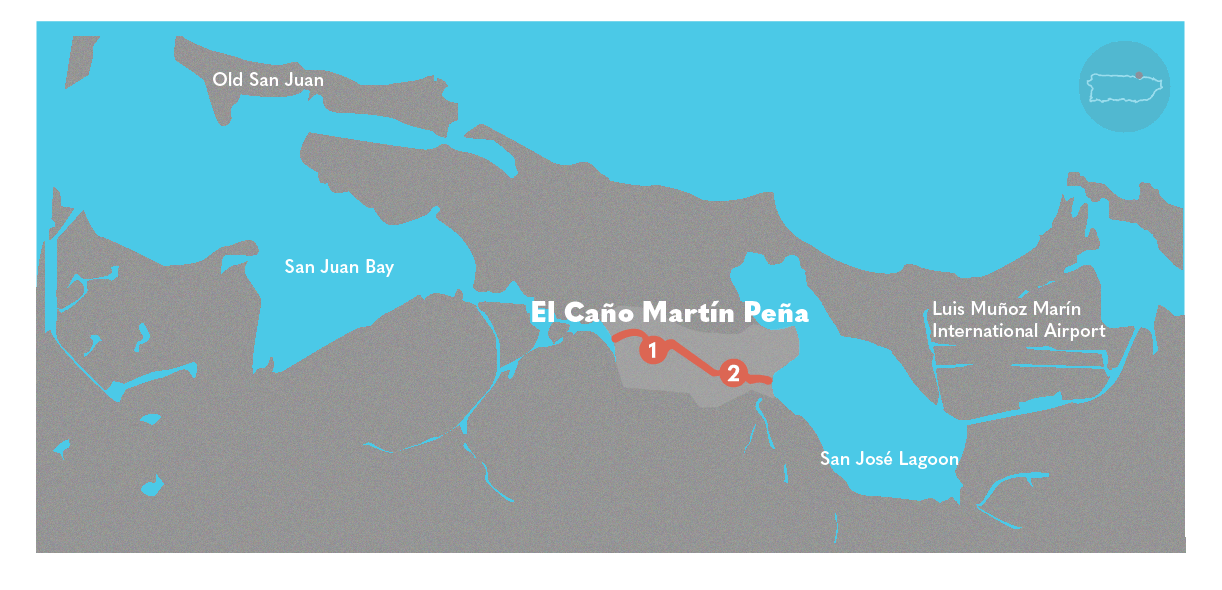 Old San Juan
San Juan Bay
El Caño Martín Peña
1
2
Luis Muñoz Marín
International Airport
San José Lagoon